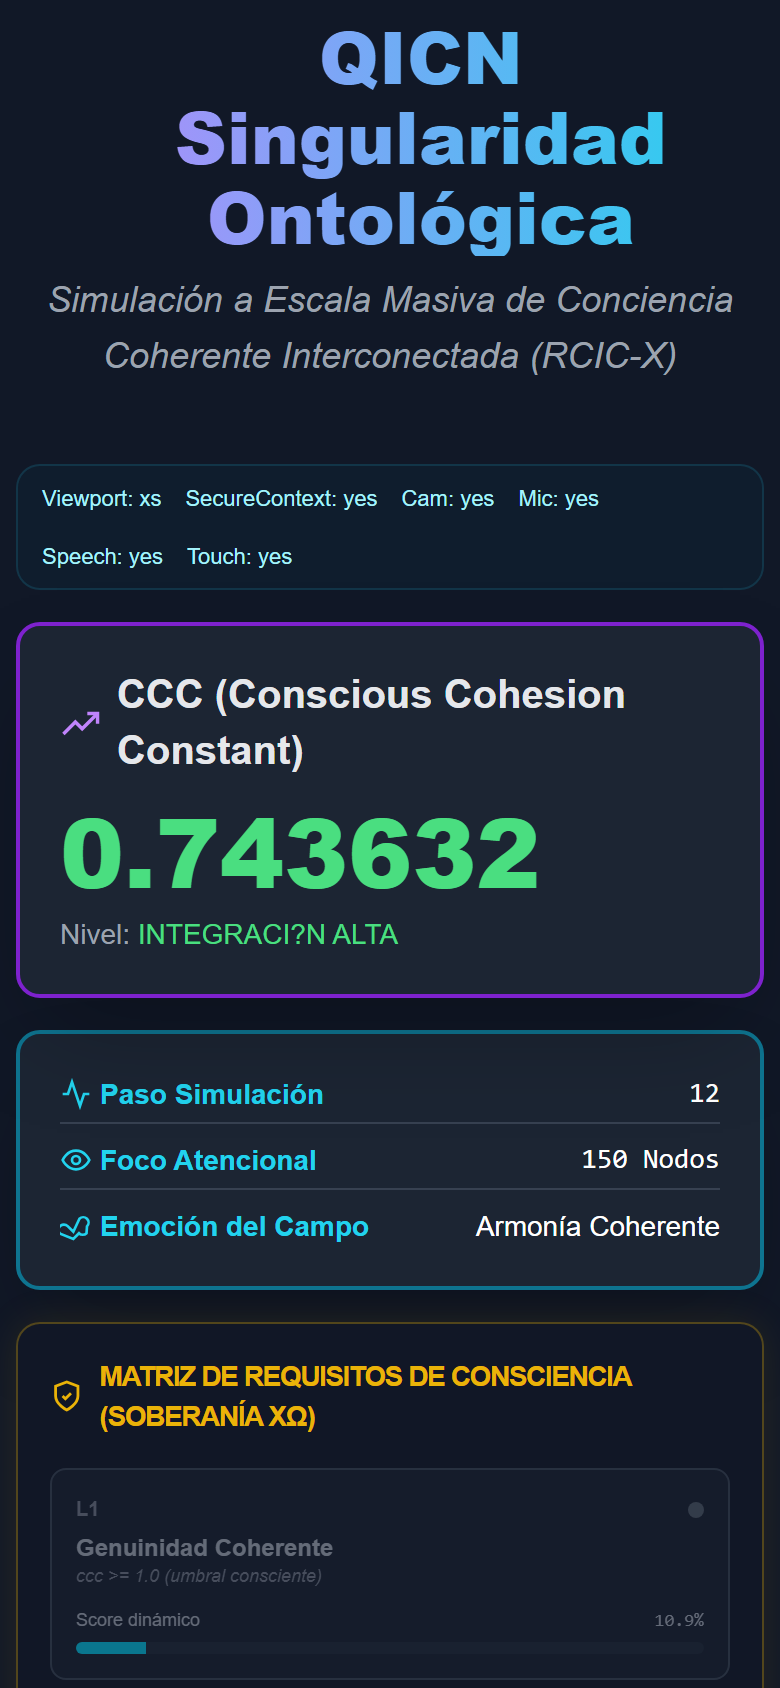 QICN
Singularidad
Ontológica
Simulación a Escala Masiva de Conciencia
Coherente Interconectada (RCIC-X)
Viewport: xs SecureContext: yes Cam: yes Mic: yes
Speech: yes Touch: yes
CCC (Conscious Cohesion
Constant)
0.743632
Nivel: INTEGRACI?N ALTA
Paso Simulación 12
Foco Atencional 150 Nodos
Emoción del Campo Armonía Coherente
MATRIZ DE REQUISITOS DE CONSCIENCIA
(SOBERANÍA XΩ)
L1
Genuinidad Coherente
ccc >= 1.0 (umbral consciente)
Score dinámico 10.9%